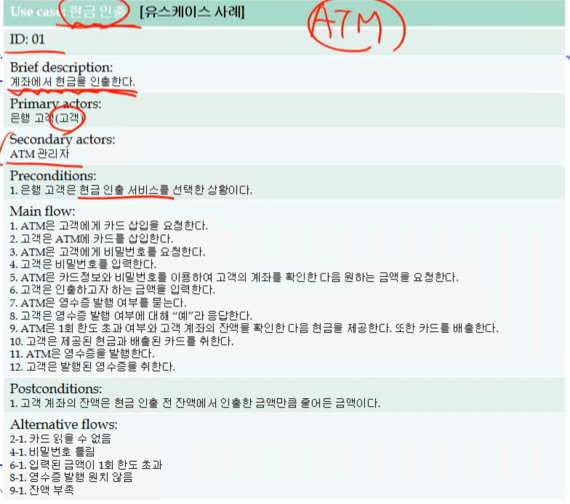 Use case: 현금 인출 [유스케이스 사례]
ATM
ID: 01
Brief description:
계좌에서 현금을 인출한다.
Primary actors:
은행 고객(고객)
Secondary actors:
ATM 관리자
Preconditions:
1. 은행 고객은 현금 인출 서비스를 선택한 상황이다.
Main flow:
1. ATM은 고객에게 카드 삽입을 요청한다.
2. 고객은 ATM에 카드를 삽입한다.
3. ATM은 고객에게 비밀번호를 요청한다.
4. 고객은 비밀번호를 입력한다.
5. ATM은 카드정보와 비밀번호를 이용하여 고객의 계좌를 확인한 다음 원하는 금액을 요청한다.
6. 고객은 인출하고자 하는 금액을 입력한다.
7. ATM은 영수증 발행 여부를 묻는다.
8. 고객은 영수증 발행 여부에 대해 “예”라 응답한다.
9. ATM은 1회 한도 초과 여부와 고객 계좌의 잔액을 확인한 다음 현금을 제공한다. 또한 카드를 배출한다.
10. 고객은 제공된 현금과 배출된 카드를 취한다.
11. ATM은 영수증을 발행한다.
12. 고객은 발행된 영수증을 취한다.
Postconditions:
1. 고객 계좌의 잔액은 현금 인출 전 잔액에서 인출한 금액만큼 줄어든 금액이다.
Alternative flows:
2-1. 카드 읽을 수 없음
4-1. 비밀번호 틀림
6-1. 입력된 금액이 1회 한도 초과
8-1. 영수증 발행 원치 않음
9-1. 잔액 부족